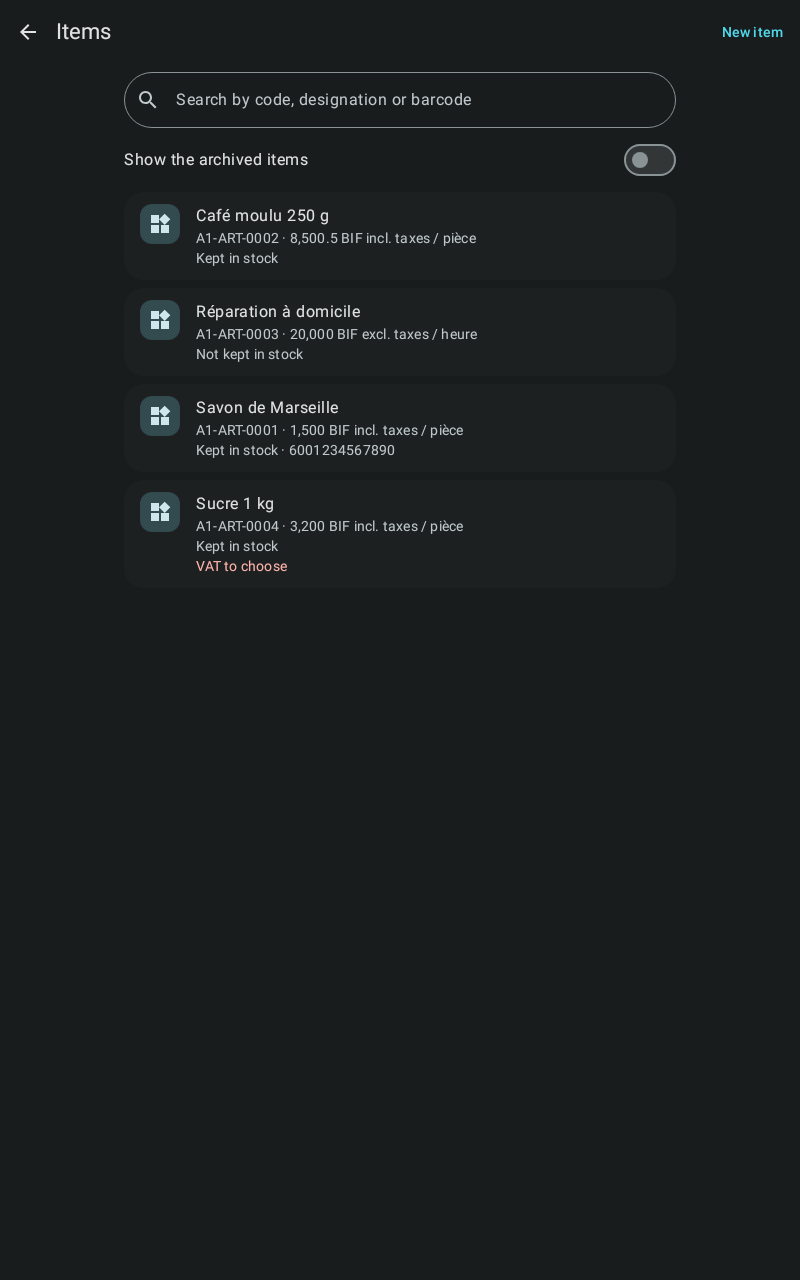 Items
New item
Search by code, designation or barcode
Show the archived items
Café moulu 250 g
A1-ART-0002 · 8,500.5 BIF incl. taxes / pièce
Kept in stock
Réparation à domicile
A1-ART-0003 · 20,000 BIF excl. taxes / heure
Not kept in stock
Savon de Marseille
A1-ART-0001 · 1,500 BIF incl. taxes / pièce
Kept in stock · 6001234567890
Sucre 1 kg
A1-ART-0004 · 3,200 BIF incl. taxes / pièce
Kept in stock
VAT to choose